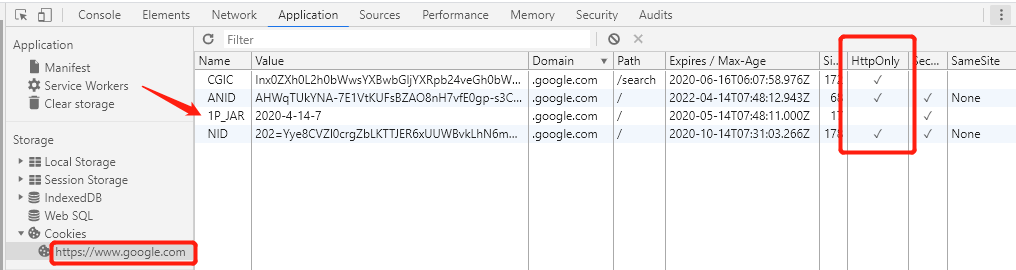 Elements Console Sources Network Application Performance Memory Security Audits
Application
Manifest
Service Workers
Clear storage
Storage
Local Storage
Session Storage
IndexedDB
Web SQL
Cookies
https://www.google.com
Filter
Name Value Domain Path Expires / Max-Age Si... HttpOnly Sec... SameSite
CGIC Inx0ZXh0L2h0bWwsYXBwbGljYXRpb24veGh0bW... .google.com /search 2020-06-16T06:07:58.976Z ✓
ANID AHWqTUkYNA-7E1VtKUFsBZAO8nH7vfE0gp-s3C... .google.com / 2022-04-14T07:48:12.943Z ✓ ✓ None
1P_JAR 2020-4-14-7 .google.com / 2020-05-14T07:48:11.000Z ✓
NID 202=Yye8CVZI0crgZbLKTTJER6xUUWBvkLhN6m... .google.com / 2020-10-14T07:31:03.266Z ✓ ✓ None